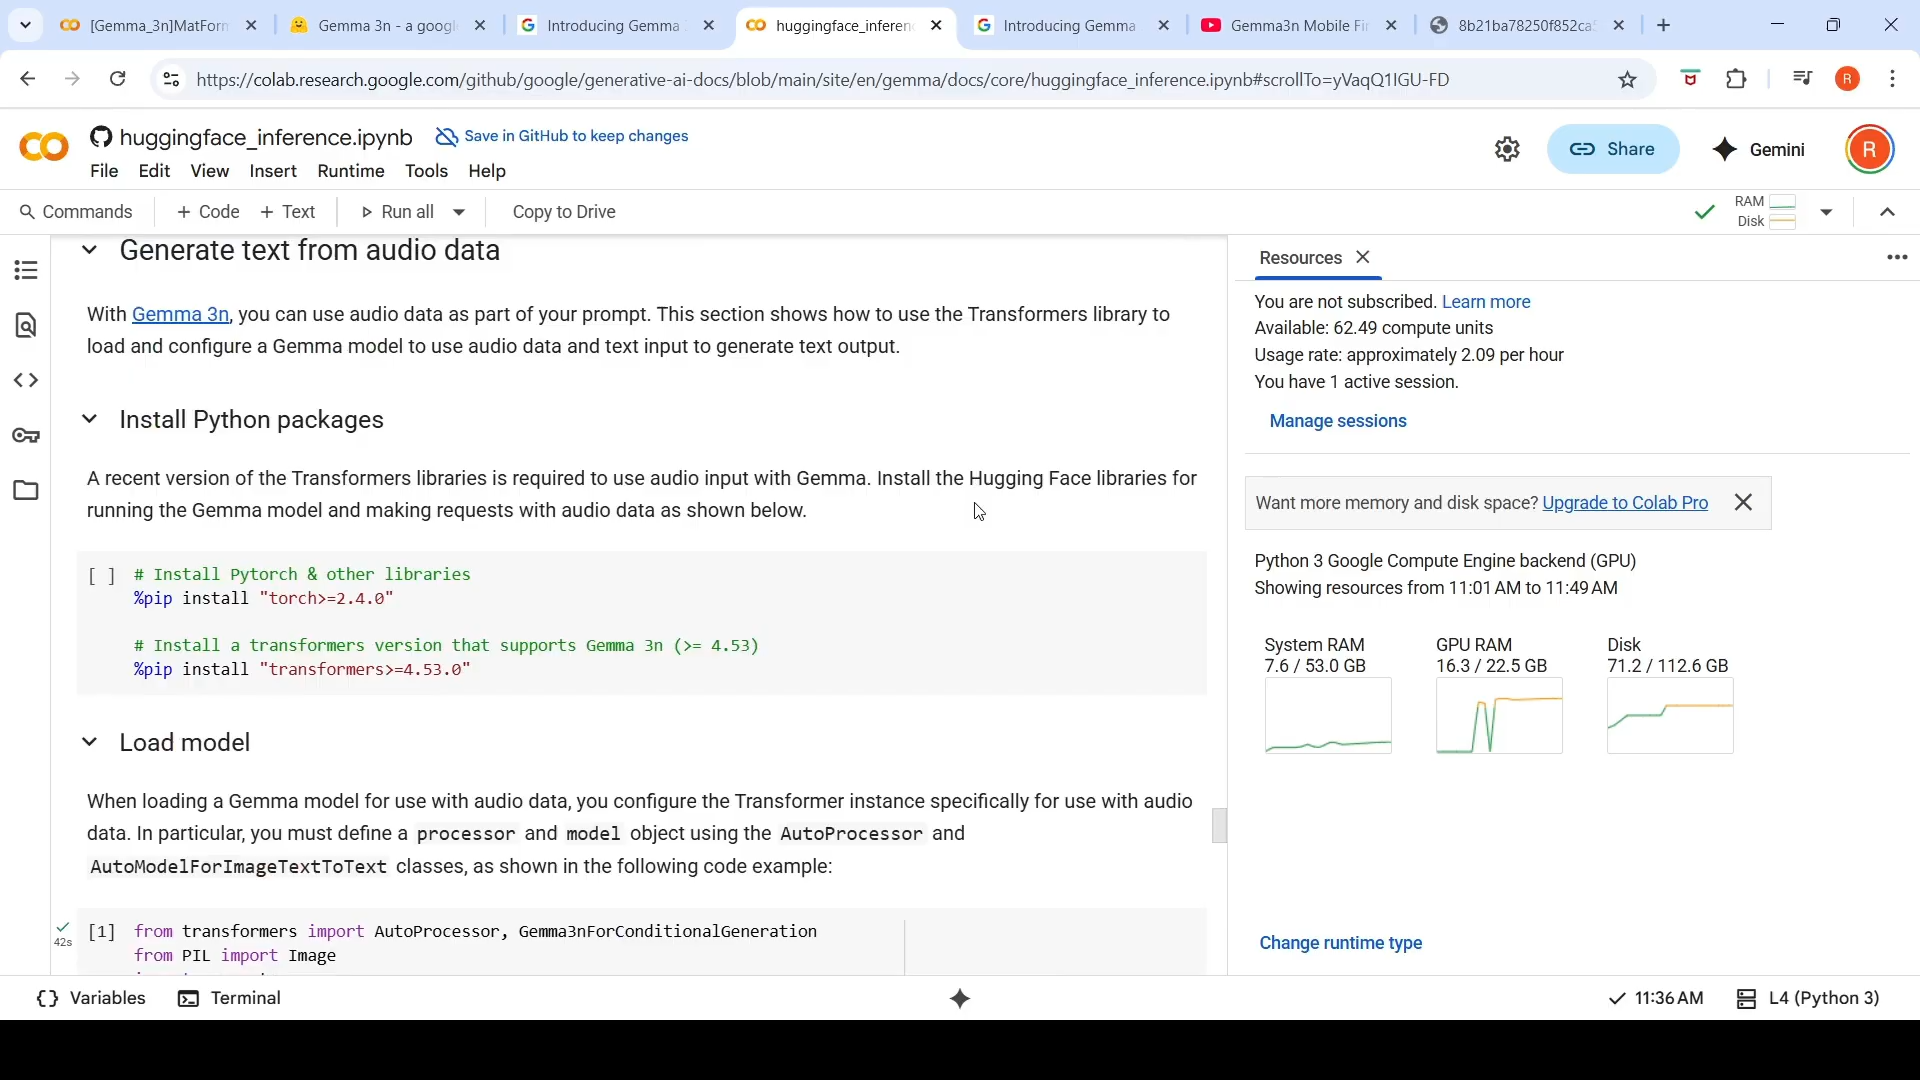 [Gemma_3n]MatForm
Gemma 3n - a googl
Introducing Gemma 3
huggingface_inferen
Introducing Gemma
Gemma3n Mobile Fir
8b21ba78250f852ca5
https://colab.research.google.com/github/google/generative-ai-docs/blob/main/site/en/gemma/docs/core/huggingface_inference.ipynb#scrollTo=yVaqQ1IGU-FD
R
huggingface_inference.ipynb
Save in GitHub to keep changes
Share
Gemini
R
File Edit View Insert Runtime Tools Help
Commands + Code + Text Run all Copy to Drive
RAM
Disk
Generate text from audio data
With Gemma 3n, you can use audio data as part of your prompt. This section shows how to use the Transformers library to
load and configure a Gemma model to use audio data and text input to generate text output.
Install Python packages
A recent version of the Transformers libraries is required to use audio input with Gemma. Install the Hugging Face libraries for
running the Gemma model and making requests with audio data as shown below.
[ ] # Install Pytorch & other libraries
%pip install "torch>=2.4.0"
# Install a transformers version that supports Gemma 3n (>= 4.53)
%pip install "transformers>=4.53.0"
Load model
When loading a Gemma model for use with audio data, you configure the Transformer instance specifically for use with audio
data. In particular, you must define a processor and model object using the AutoProcessor and
AutoModelForImageTextToText classes, as shown in the following code example:
42s
[1] from transformers import AutoProcessor, Gemma3nForConditionalGeneration
from PIL import Image
Resources
You are not subscribed. Learn more
Available: 62.49 compute units
Usage rate: approximately 2.09 per hour
You have 1 active session.
Manage sessions
Want more memory and disk space? Upgrade to Colab Pro
Python 3 Google Compute Engine backend (GPU)
Showing resources from 11:01 AM to 11:49 AM
System RAM
7.6 / 53.0 GB
GPU RAM
16.3 / 22.5 GB
Disk
71.2 / 112.6 GB
Change runtime type
Variables
Terminal
11:36 AM
L4 (Python 3)